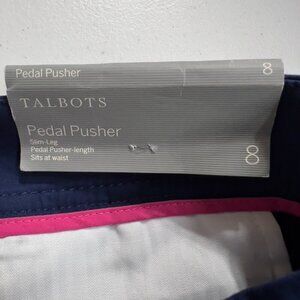 Pedal Pusher 8
TALBOTS
Pedal Pusher
Slim-Leg
Pedal Pusher-length
Sits at waist
8